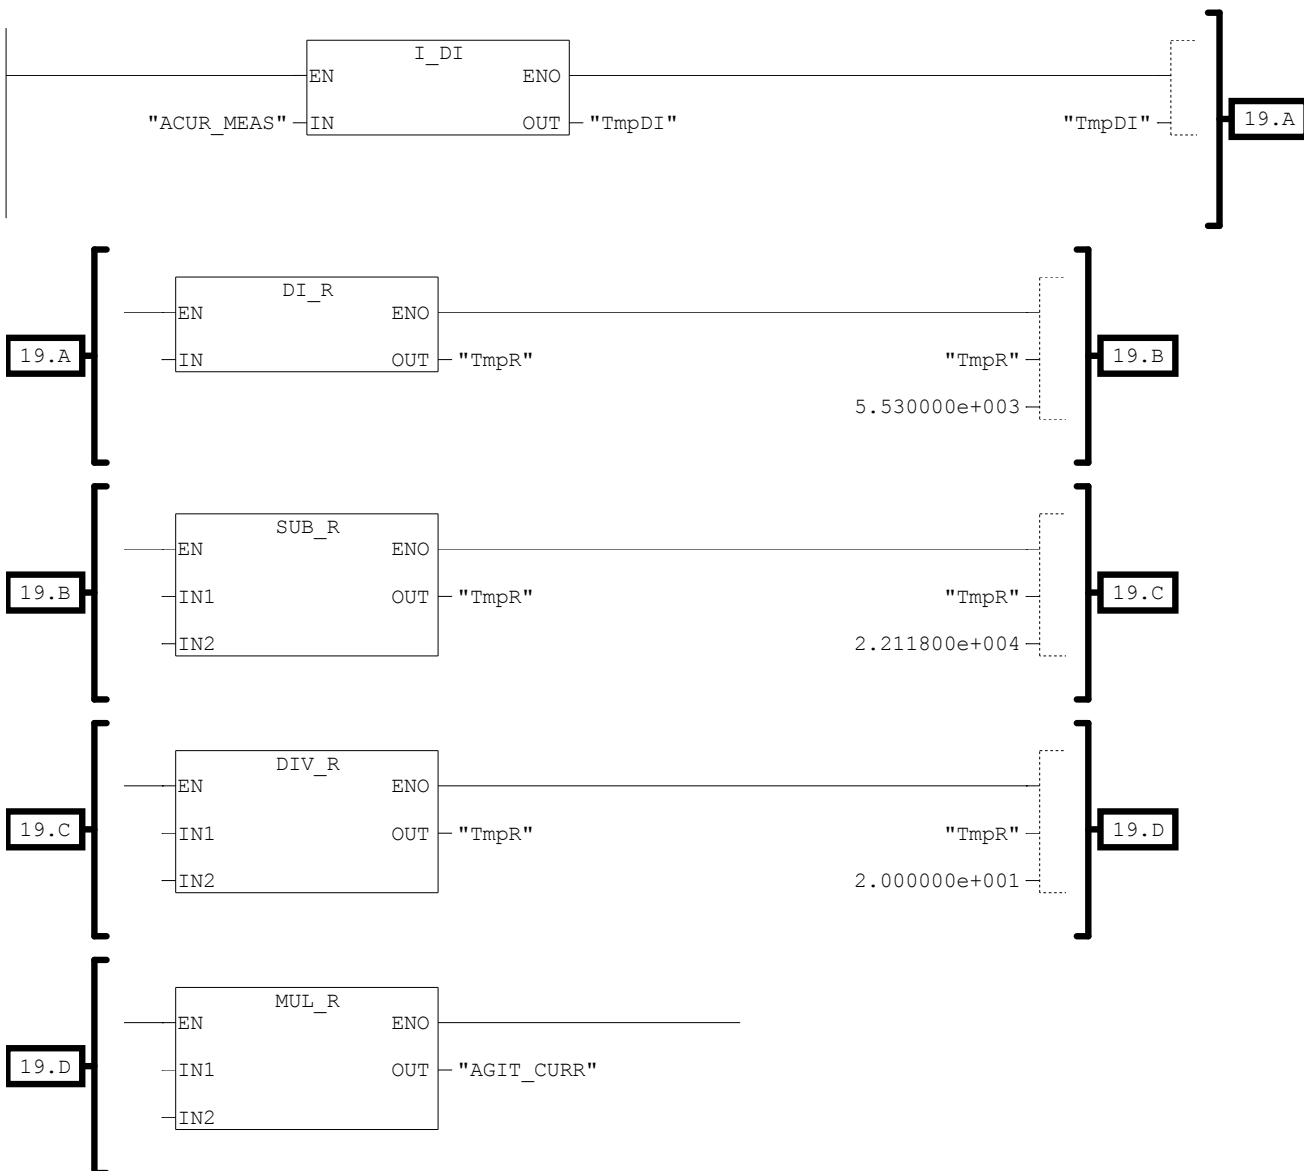 I_DI
EN ENO
"ACUR_MEAS" IN OUT "TmpDI" "TmpDI" 19.A
DI_R
EN ENO
19.A IN OUT "TmpR" "TmpR" 19.B
5.530000e+003
SUB_R
EN ENO
19.B IN1 OUT "TmpR" "TmpR" 19.C
IN2 2.211800e+004
DIV_R
EN ENO
19.C IN1 OUT "TmpR" "TmpR" 19.D
IN2 2.000000e+001
MUL_R
EN ENO
19.D IN1 OUT "AGIT_CURR"
IN2